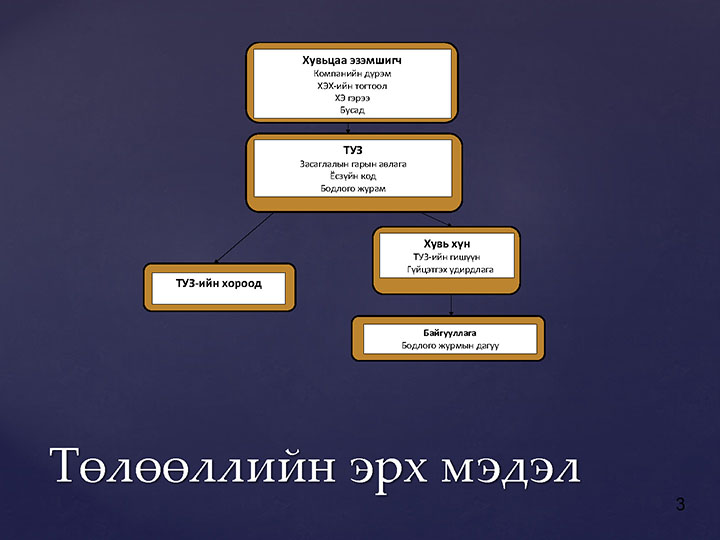 Хувьцаа эзэмшигч
Компанийн дүрэм
ХЭХ-ийн тогтоол
ХЭ гэрээ
Бусад
ТУЗ
Засаглалын гарын авлага
Ёсзүйн код
Бодлого журам
Хувь хүн
ТУЗ-ийн гишүүн
Гүйцэтгэх удирдлага
ТУЗ-ийн хороод
Байгууллага
Бодлого журмын дагуу
Төлөөллийн эрх мэдэл
3